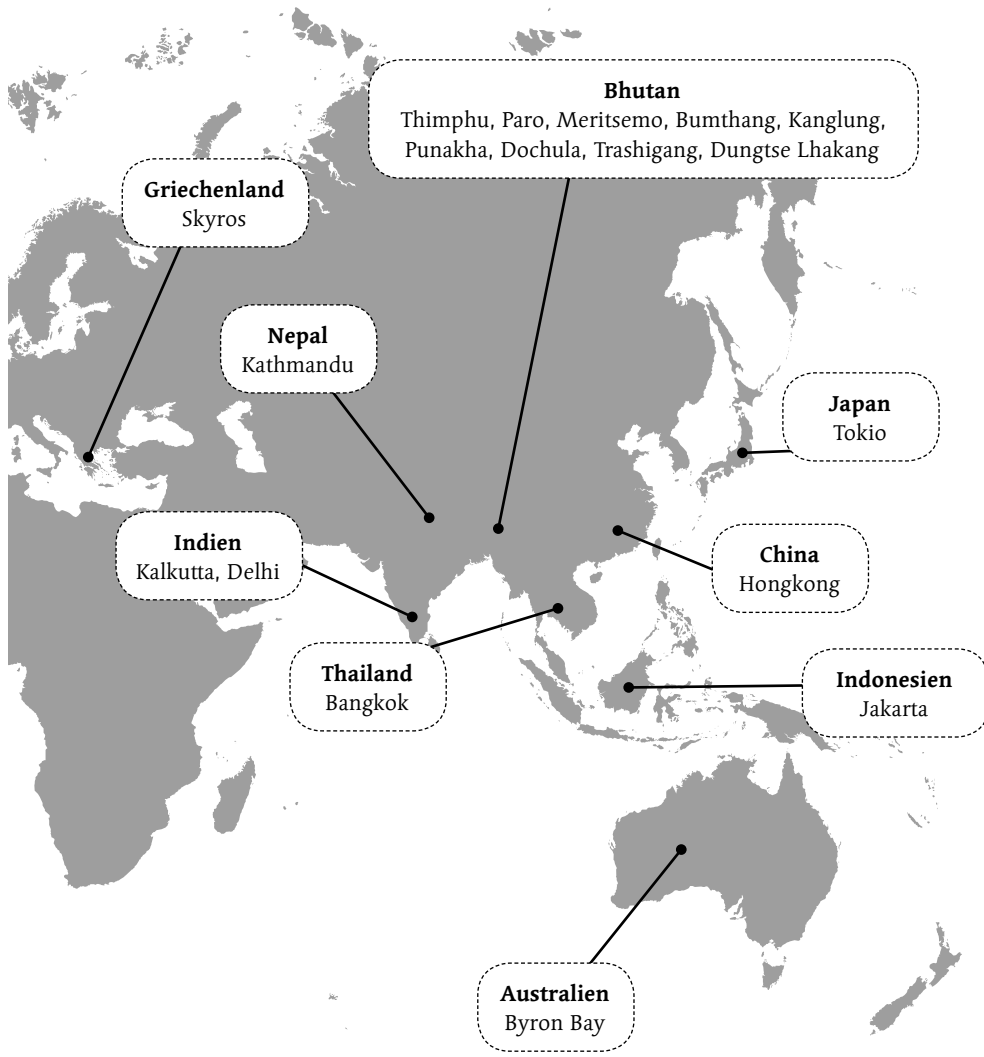 Bhutan
Thimphu, Paro, Meritsemo, Bumthang, Kanglung,
Punakha, Dochula, Trashigang, Dungtse Lhakang
Griechenland
Skyros
Nepal
Kathmandu
Japan
Tokio
Indien
Kalkutta, Delhi
China
Hongkong
Thailand
Bangkok
Indonesien
Jakarta
Australien
Byron Bay